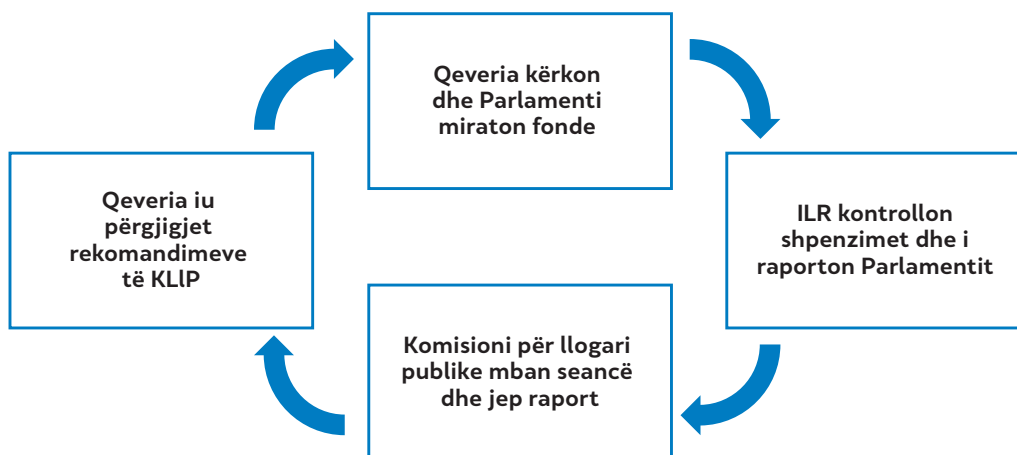 Qeveria kërkon
dhe Parlamenti
miraton fonde
ILR kontrollon
shpenzimet dhe i
raporton Parlamentit
Komisioni për llogari
publike mban seancë
dhe jep raport
Qeveria iu
përgjigjet
rekomandimeve
të KLlP